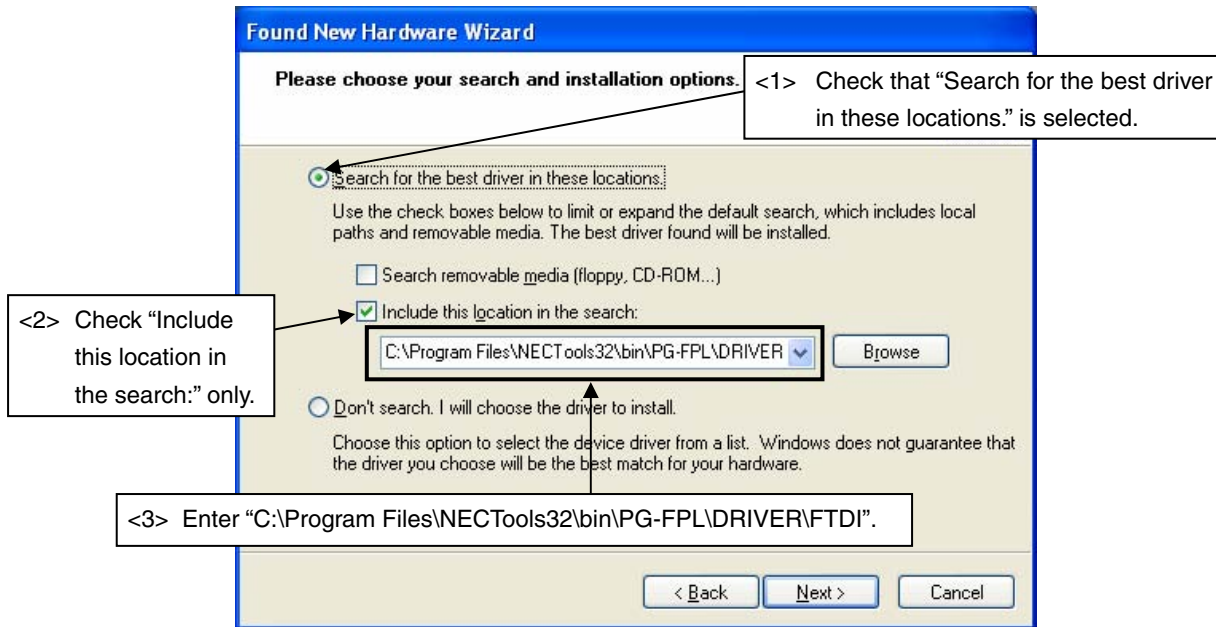 Found New Hardware Wizard
Please choose your search and installation options.
<1> Check that “Search for the best driver
in these locations.” is selected.
Search for the best driver in these locations.
Use the check boxes below to limit or expand the default search, which includes local
paths and removable media. The best driver found will be installed.
Search removable media (floppy, CD-ROM...)
<2> Check “Include
this location in
the search:” only.
Include this location in the search:
C:\Program Files\NECTools32\bin\PG-FPL\DRIVER
Browse
Don't search. I will choose the driver to install.
Choose this option to select the device driver from a list. Windows does not guarantee that
the driver you choose will be the best match for your hardware.
<3> Enter “C:\Program Files\NECTools32\bin\PG-FPL\DRIVER\FTDI”.
< Back
Next >
Cancel